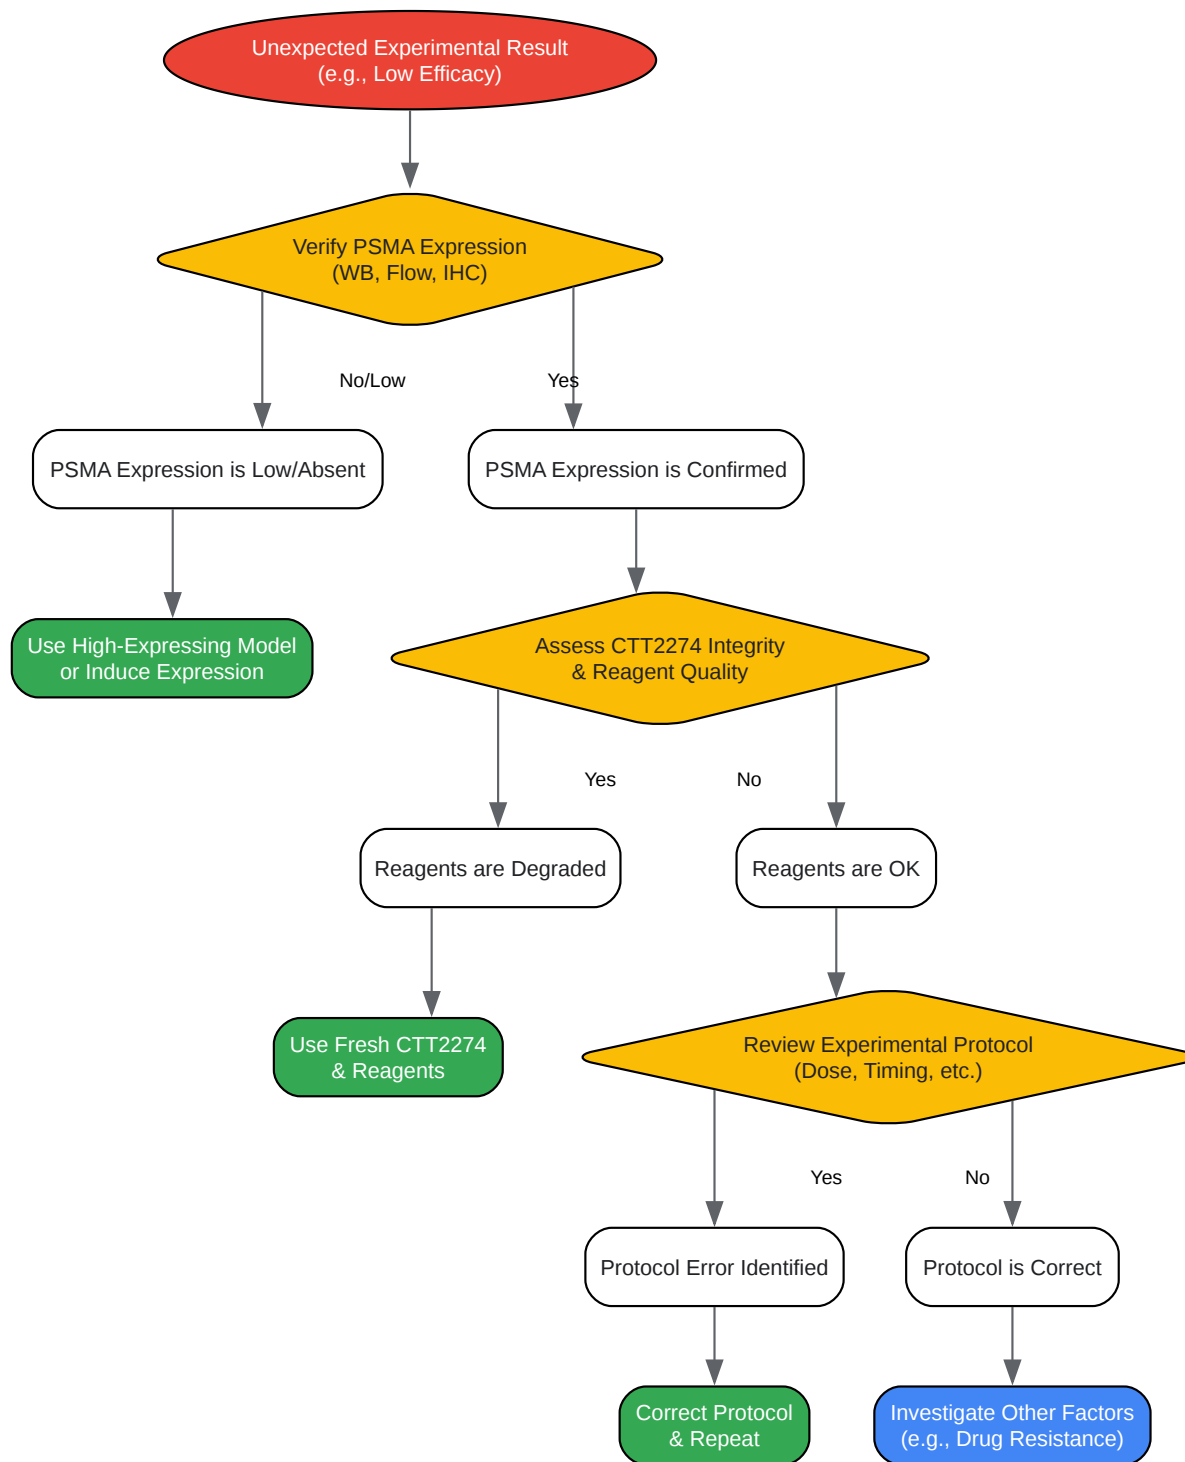 Unexpected Experimental Result
(e.g., Low Efficacy)
Verify PSMA Expression
(WB, Flow, IHC)
No/Low
Yes
PSMA Expression is Low/Absent
PSMA Expression is Confirmed
Use High-Expressing Model
or Induce Expression
Assess CTT2274 Integrity
& Reagent Quality
Yes
No
Reagents are Degraded
Reagents are OK
Use Fresh CTT2274
& Reagents
Review Experimental Protocol
(Dose, Timing, etc.)
Yes
No
Protocol Error Identified
Protocol is Correct
Correct Protocol
& Repeat
Investigate Other Factors
(e.g., Drug Resistance)